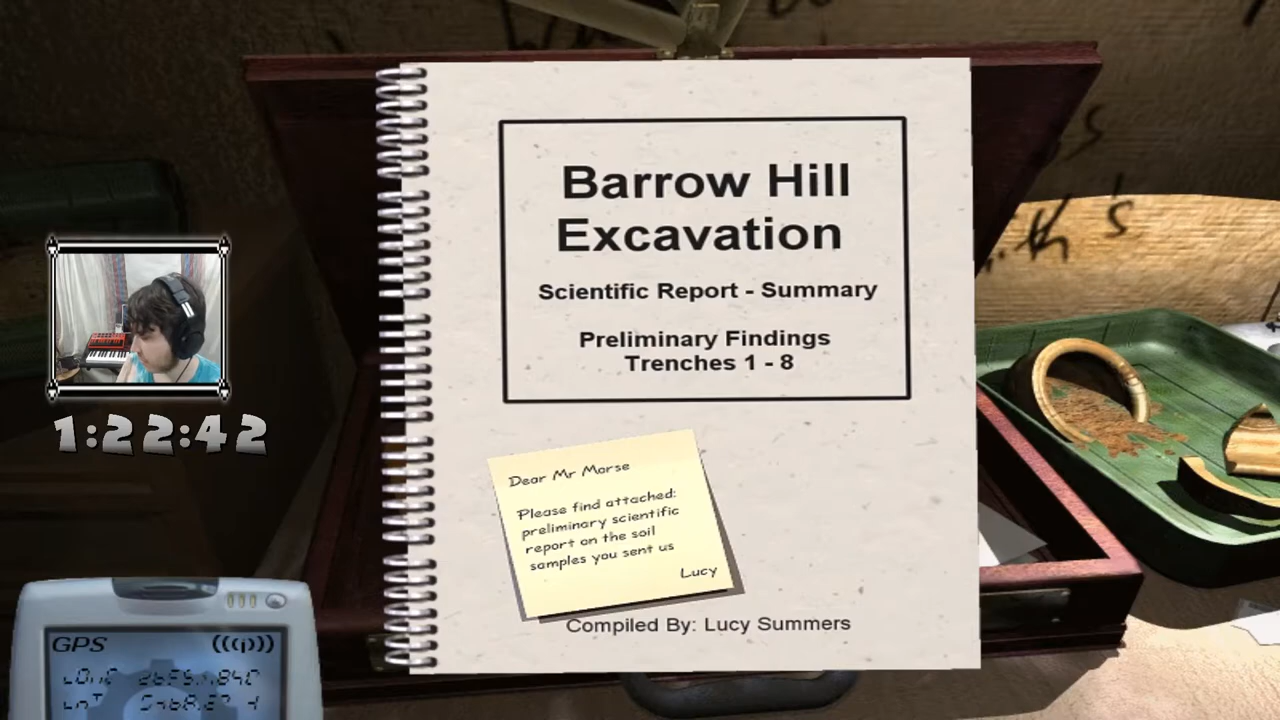 Barrow Hill
Excavation
Scientific Report - Summary
Preliminary Findings
Trenches 1 - 8
Dear Mr Morse
Please find attached:
preliminary scientific
report on the soil
samples you sent us
Lucy
Compiled By: Lucy Summers
1:22:42
GPS